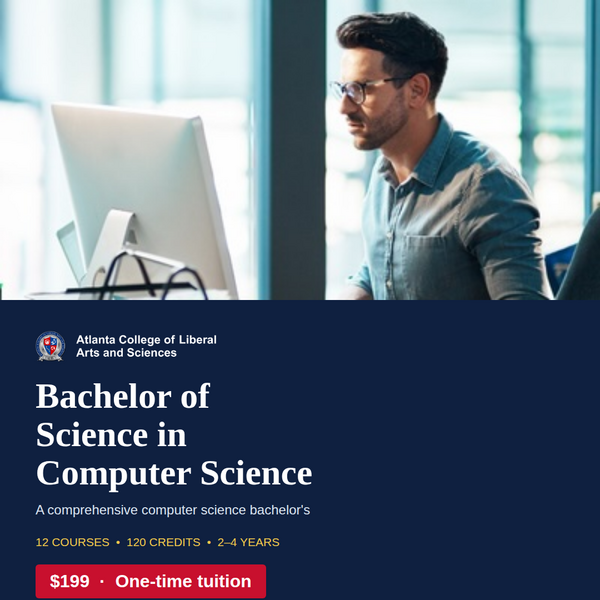 Atlanta College of Liberal
Arts and Sciences
Bachelor of
Science in
Computer Science
A comprehensive computer science bachelor's
12 COURSES • 120 CREDITS • 2–4 YEARS
$199 · One-time tuition